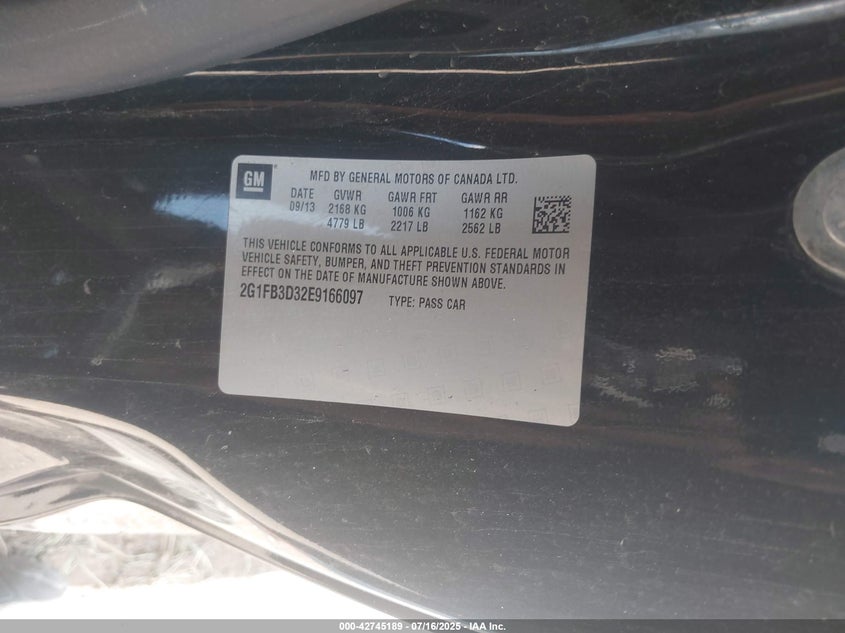 GM
MFD BY GENERAL MOTORS OF CANADA LTD.
DATE GVWR GAWR FRT GAWR RR
09/13 2168 KG 1006 KG 1162 KG
4779 LB 2217 LB 2562 LB
THIS VEHICLE CONFORMS TO ALL APPLICABLE U.S. FEDERAL MOTOR
VEHICLE SAFETY, BUMPER, AND THEFT PREVENTION STANDARDS IN
EFFECT ON THE DATE OF MANUFACTURE SHOWN ABOVE.
2G1FB3D32E9166097 TYPE: PASS CAR
000-42745189 - 07/16/2025 - IAA Inc.